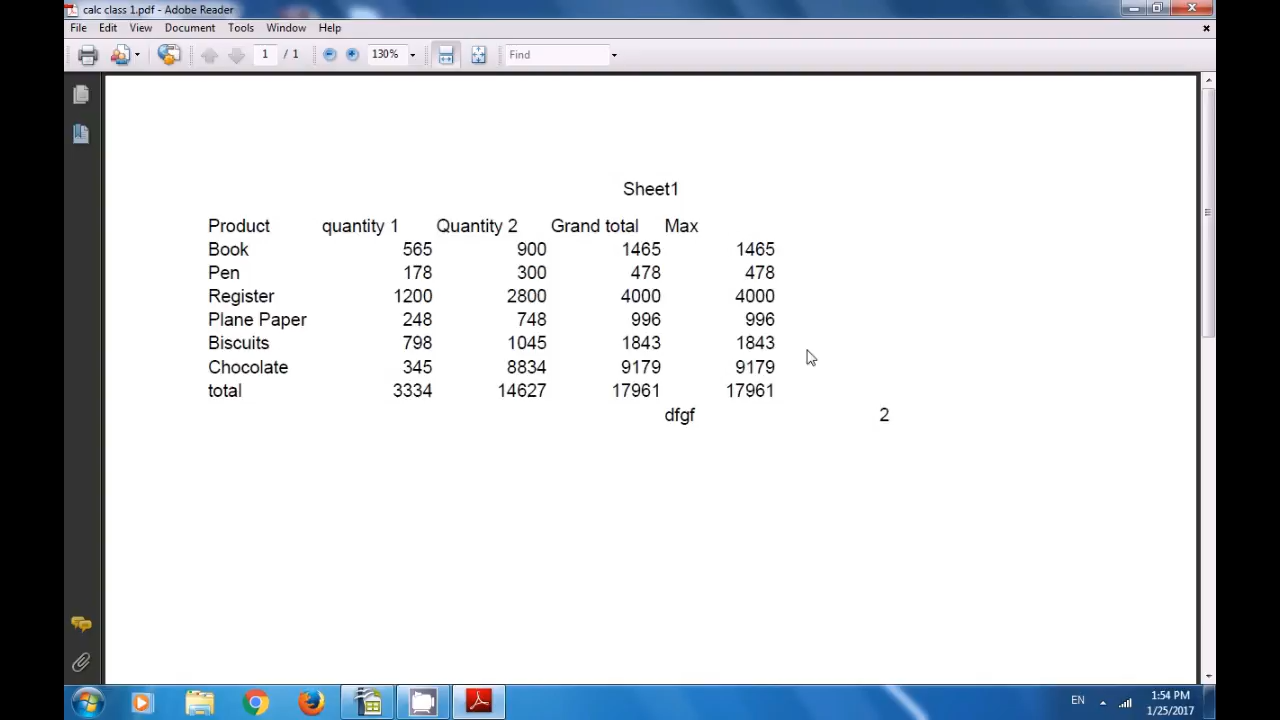 calc class 1.pdf - Adobe Reader
File Edit View Document Tools Window Help
1 / 1 130% Find
Sheet1
Product quantity 1 Quantity 2 Grand total Max
Book 565 900 1465 1465
Pen 178 300 478 478
Register 1200 2800 4000 4000
Plane Paper 248 748 996 996
Biscuits 798 1045 1843 1843
Chocolate 345 8834 9179 9179
total 3334 14627 17961 17961
dfgf 2
EN 1:54 PM
1/25/2017